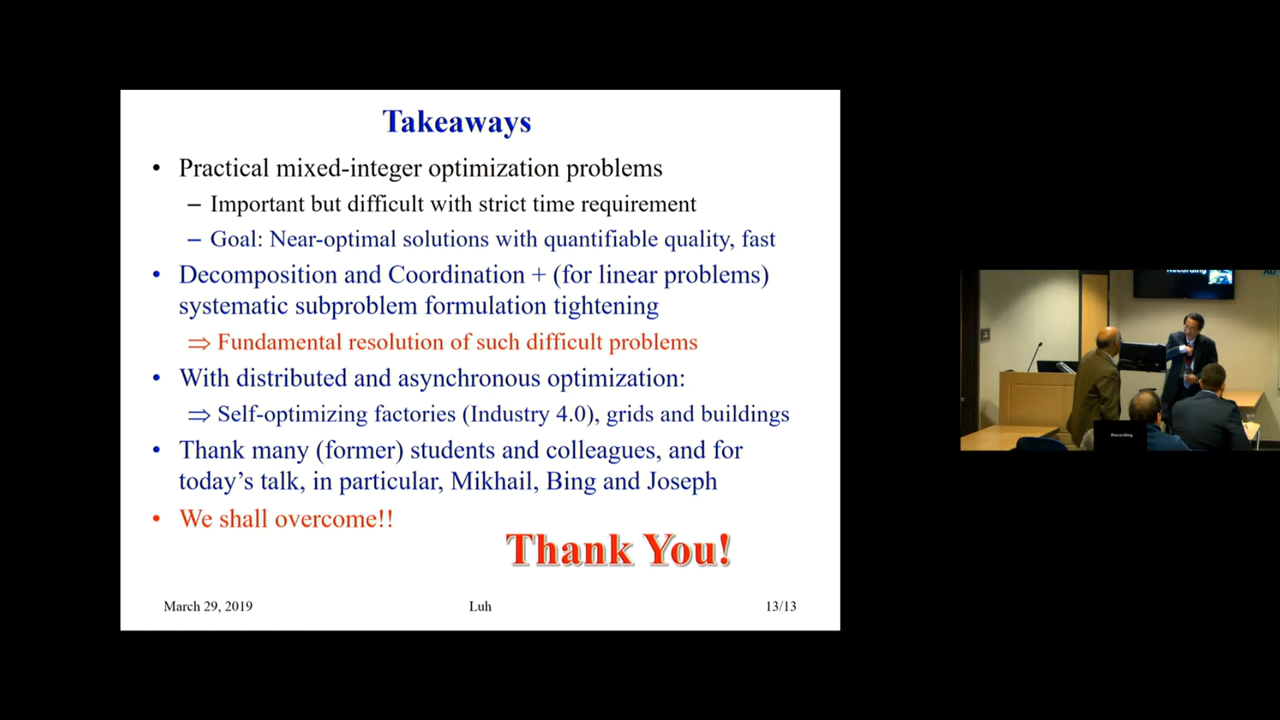 Takeaways
• Practical mixed-integer optimization problems
– Important but difficult with strict time requirement
– Goal: Near-optimal solutions with quantifiable quality, fast
• Decomposition and Coordination + (for linear problems)
systematic subproblem formulation tightening
⇒ Fundamental resolution of such difficult problems
• With distributed and asynchronous optimization:
⇒ Self-optimizing factories (Industry 4.0), grids and buildings
• Thank many (former) students and colleagues, and for
today's talk, in particular, Mikhail, Bing and Joseph
• We shall overcome!!
Thank You!
March 29, 2019 Luh 13/13
Recording
AU
Recording